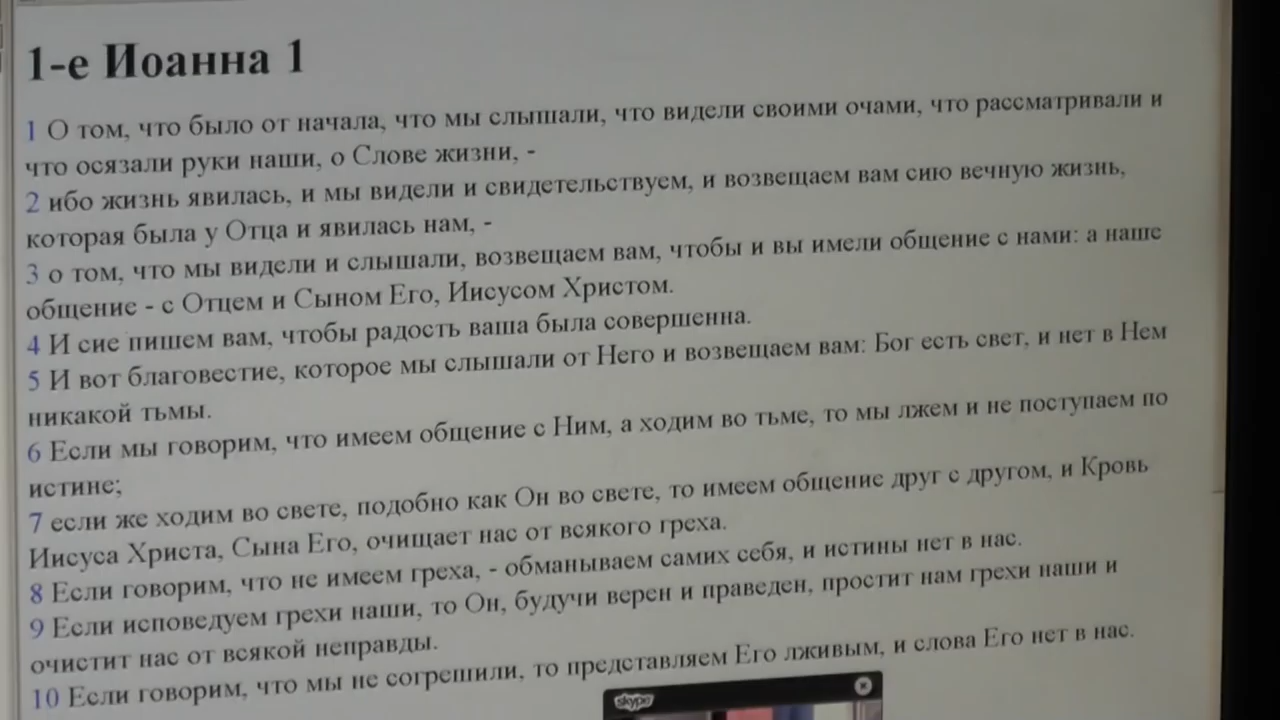 1-е Иоанна 1
1 О том, что было от начала, что мы слышали, что видели своими очами, что рассматривали и
что осязали руки наши, о Слове жизни, -
2 ибо жизнь явилась, и мы видели и свидетельствуем, и возвещаем вам сию вечную жизнь,
которая была у Отца и явилась нам, -
3 о том, что мы видели и слышали, возвещаем вам, чтобы и вы имели общение с нами: а наше
общение - с Отцем и Сыном Его, Иисусом Христом.
4 И сие пишем вам, чтобы радость ваша была совершенна.
5 И вот благовестие, которое мы слышали от Него и возвещаем вам: Бог есть свет, и нет в Нем
никакой тьмы.
6 Если мы говорим, что имеем общение с Ним, а ходим во тьме, то мы лжем и не поступаем по
истине;
7 если же ходим во свете, подобно как Он во свете, то имеем общение друг с другом, и Кровь
Иисуса Христа, Сына Его, очищает нас от всякого греха.
8 Если говорим, что не имеем греха, - обманываем самих себя, и истины нет в нас.
9 Если исповедуем грехи наши, то Он, будучи верен и праведен, простит нам грехи наши и
очистит нас от всякой неправды.
10 Если говорим, что мы не согрешили, то представляем Его лживым, и слова Его нет в нас.
skype